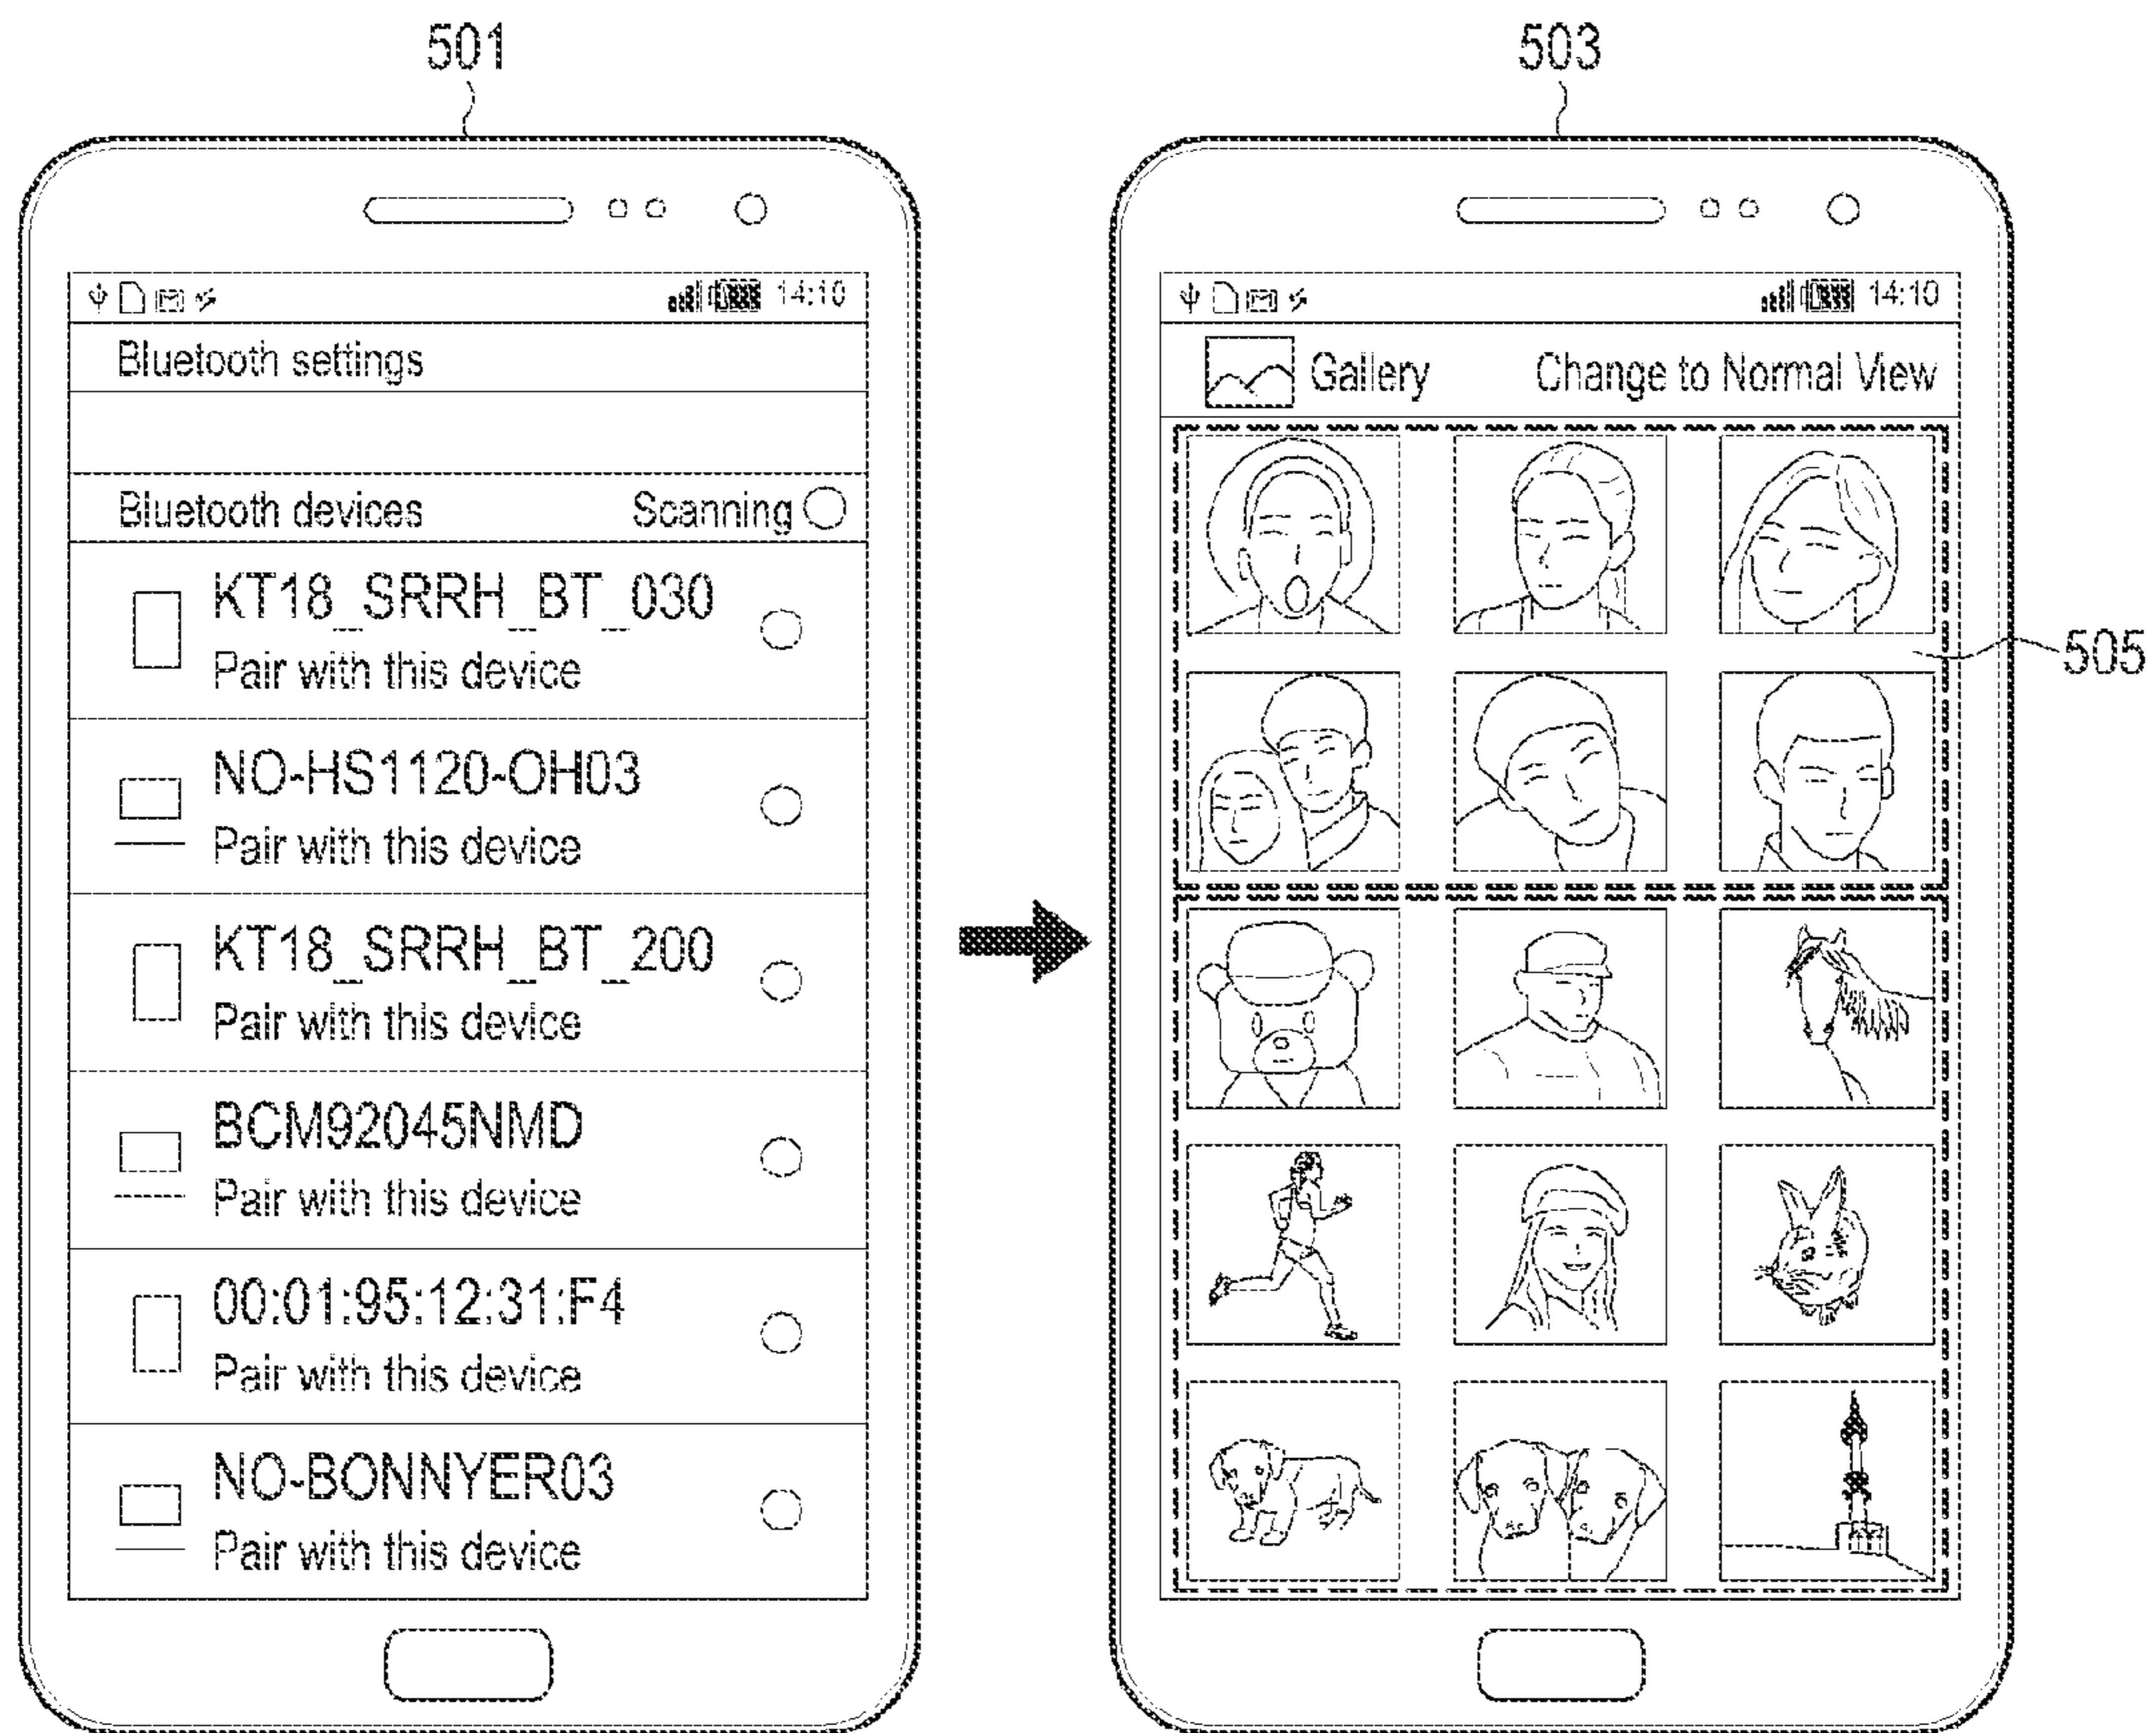 501
14:10
Bluetooth settings
Bluetooth devices Scanning
KT18_SRRH_BT_030
Pair with this device
NO-HS1120-OH03
Pair with this device
KT18_SRRH_BT_200
Pair with this device
BCM92045NMD
Pair with this device
00:01:95:12:31:F4
Pair with this device
NO-BONNYER03
Pair with this device
503
14:10
Gallery Change to Normal View
505